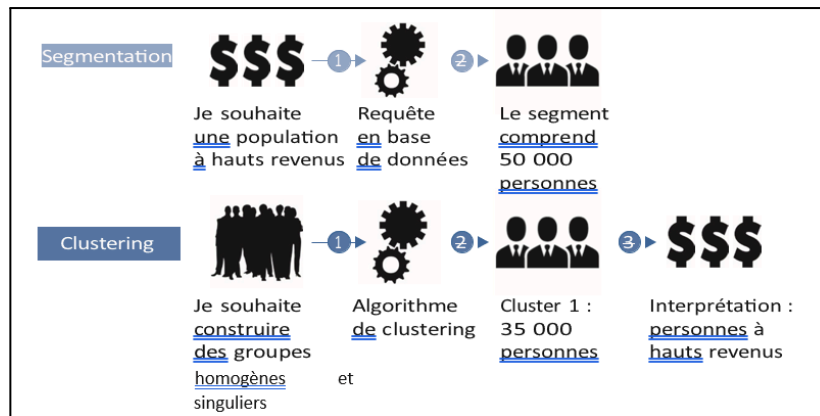 Segmentation
$$$
1
2
Je souhaite
une population
à hauts revenus
Requête
en base
de données
Le segment
comprend
50 000
personnes
Clustering
1
2
3
$$$
Je souhaite
construire
des groupes
homogènes et
singuliers
Algorithme
de clustering
Cluster 1 :
35 000
personnes
Interprétation :
personnes à
hauts revenus